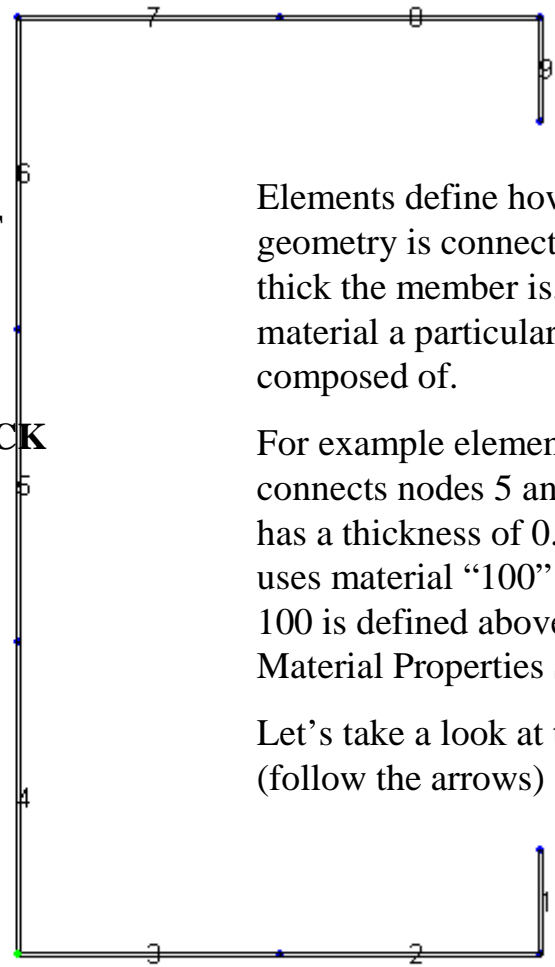 7 8 9
6
Elements define how
geometry is connect
thick the member is.
material a particular
composed of.
CK
For example elemen
5
connects nodes 5 an
has a thickness of 0.
uses material “100”
100 is defined above
Material Properties
Let’s take a look at
(follow the arrows)
4
1
3 2